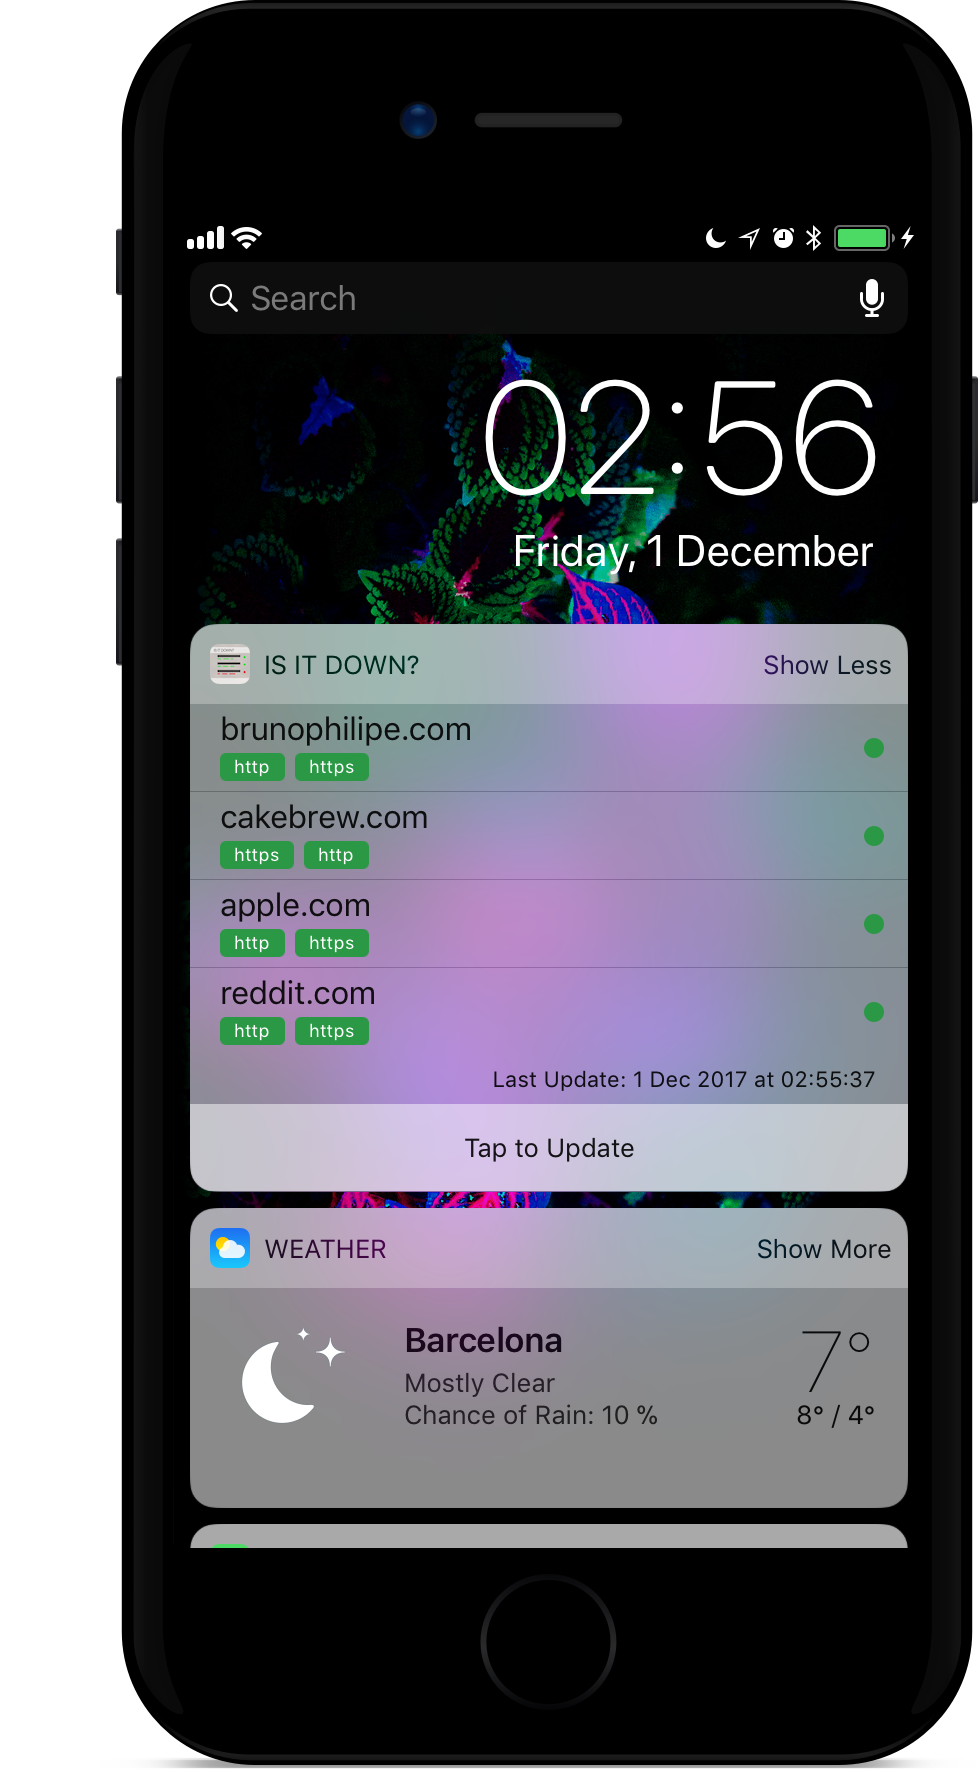 Search
02:56
Friday, 1 December
IS IT DOWN? Show Less
brunophilipe.com
http https
cakebrew.com
https http
apple.com
http https
reddit.com
http https
Last Update: 1 Dec 2017 at 02:55:37
Tap to Update
WEATHER Show More
Barcelona 7°
Mostly Clear
Chance of Rain: 10 % 8° / 4°